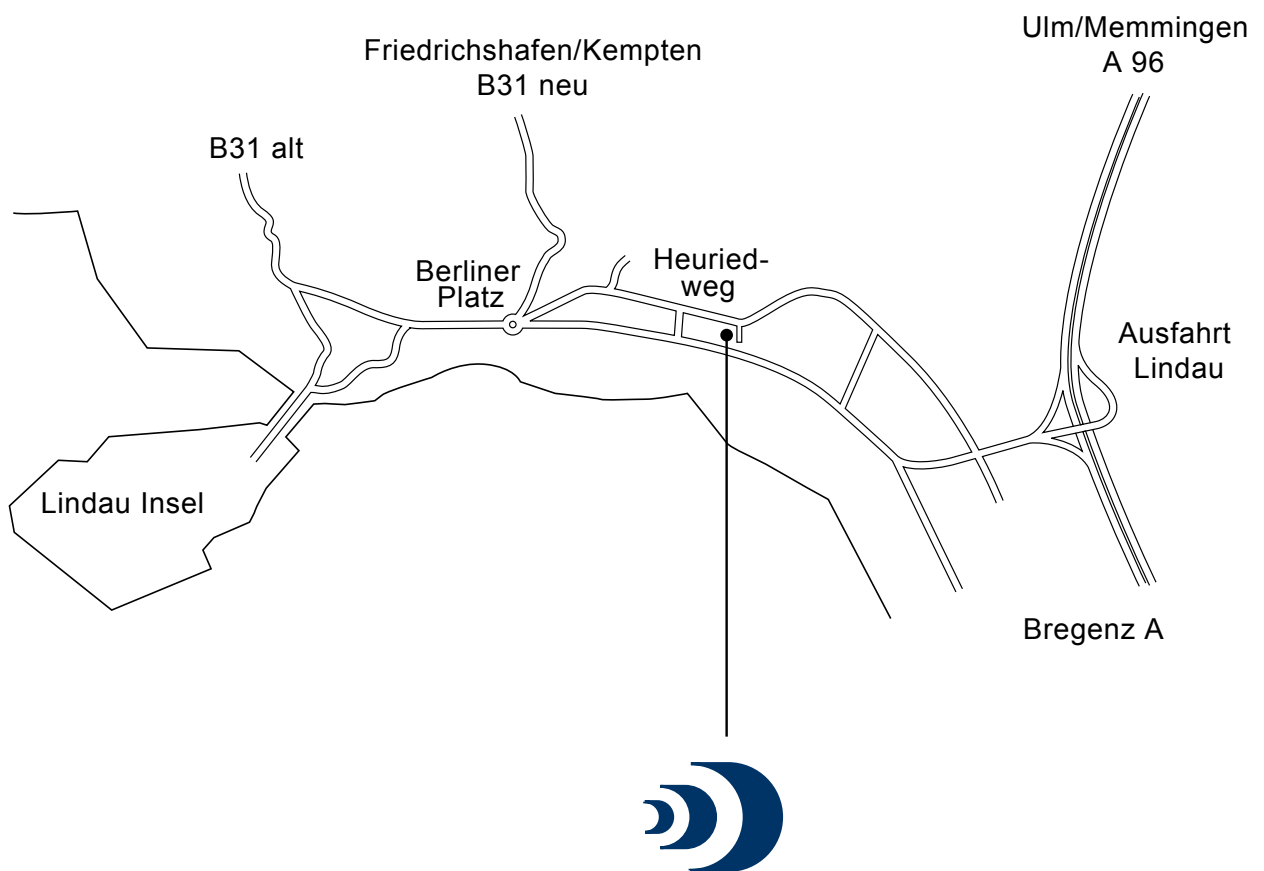 Ulm/Memmingen
A 96
Friedrichshafen/Kempten
B31 neu
B31 alt
Heuried-
weg
Berliner
Platz
Ausfahrt
Lindau
Lindau Insel
Bregenz A